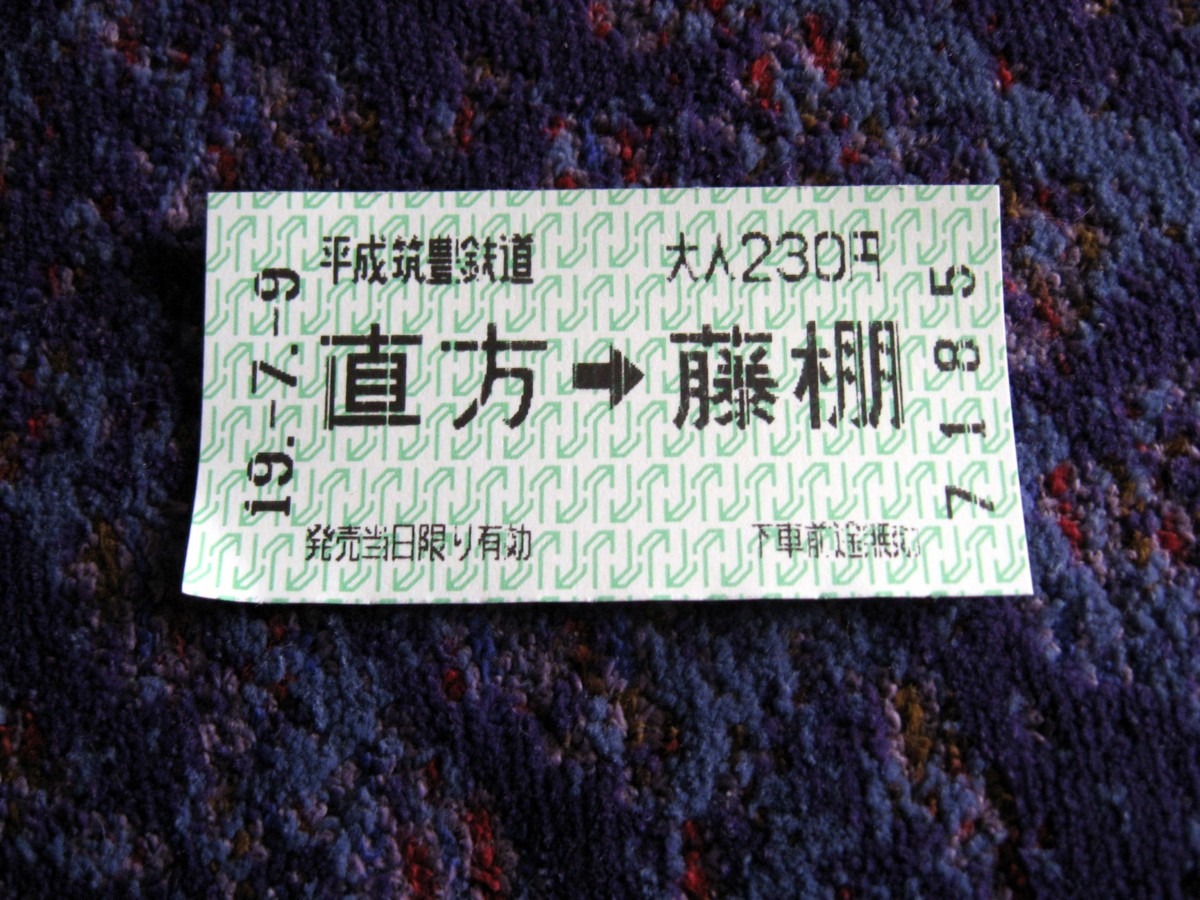 平成筑豊鉄道 大人230円
直方➡藤棚
発売当日限り有効 下車前途無効
19.-7.-9
7185